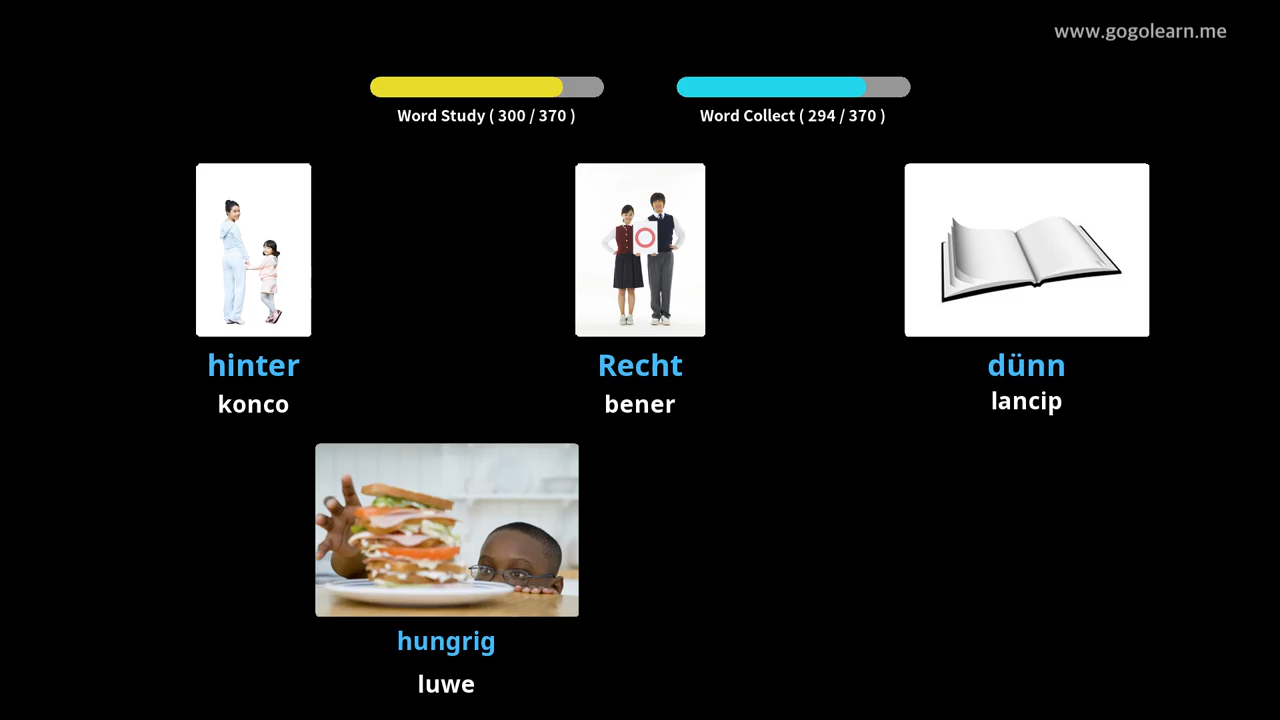 www.gogolearn.me
Word Study ( 300 / 370 )
Word Collect ( 294 / 370 )
hinter
konco
Recht
bener
dünn
lancip
hungrig
luwe